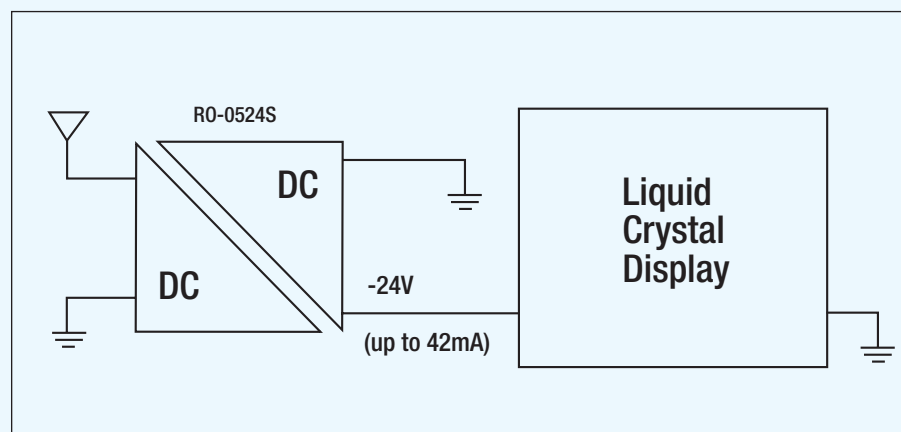 RO-0524S
DC
DC
-24V
(up to 42mA)
Liquid
Crystal
Display